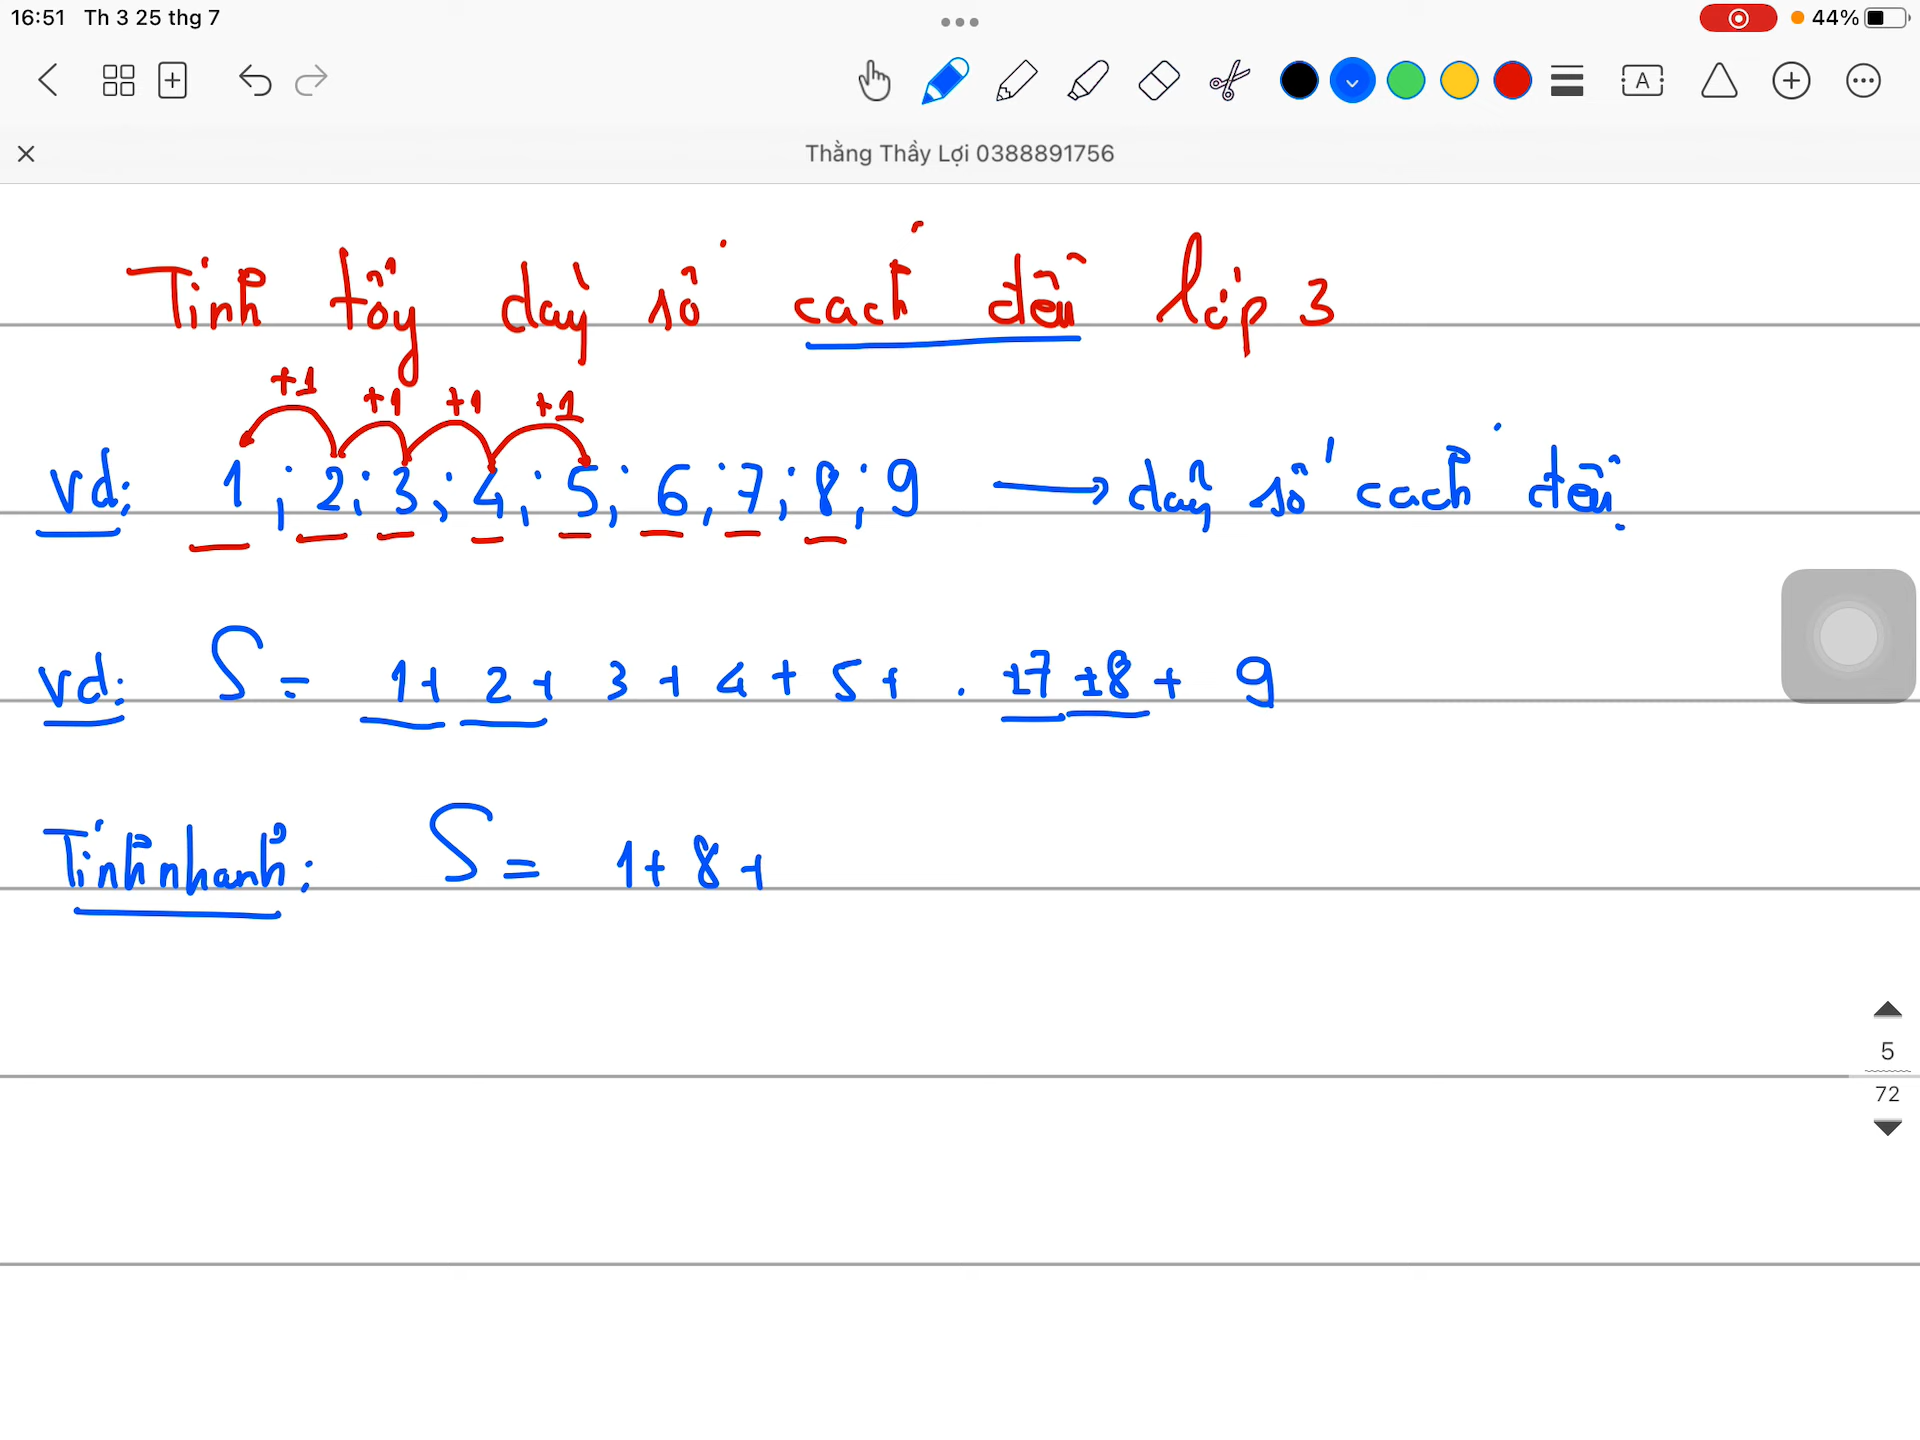 16:51 Th 3 25 thg 7 44%
A
Thằng Thầy Lợi 0388891756
Tính tổng dãy số cách đều lớp 3
+1 +1 +1 +1
vd: 1 ; 2 ; 3 ; 4 ; 5 ; 6 ; 7 ; 8 ; 9 → dãy số cách đều.
vd: S = 1 + 2 + 3 + 4 + 5 + . +7 +8 + 9
Tính nhanh: S = 1 + 8 +
5
72